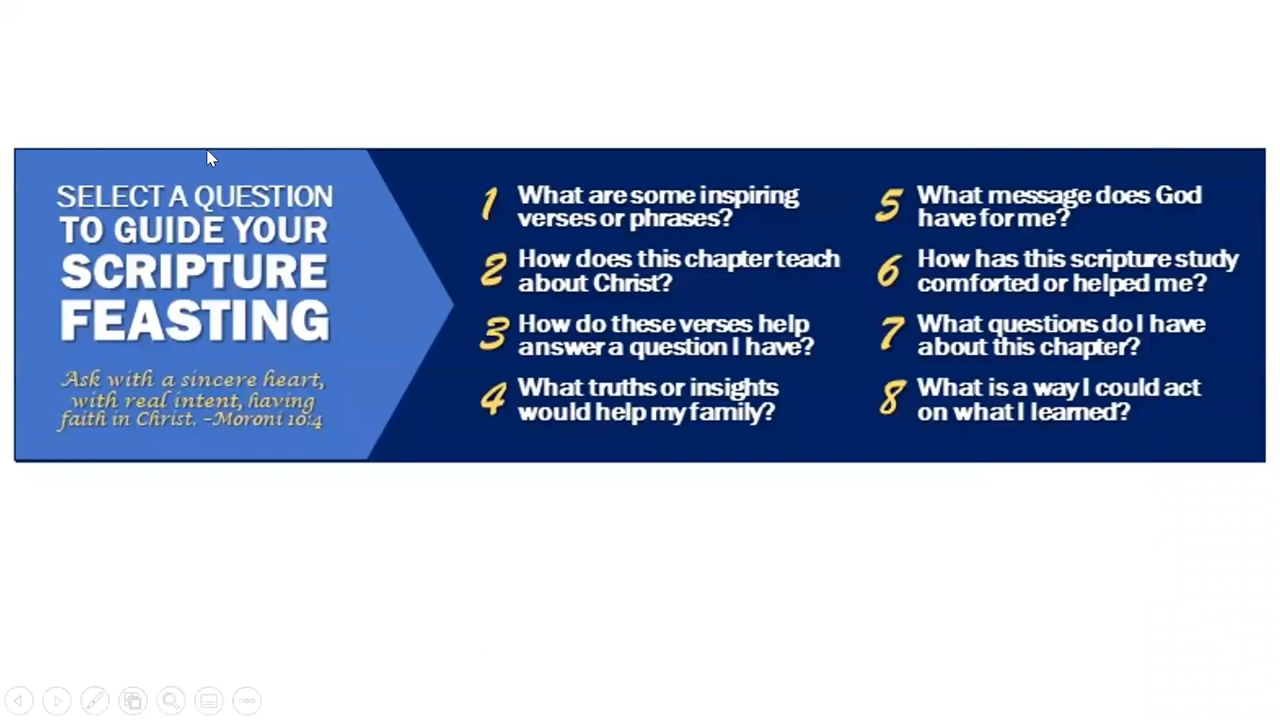 SELECT A QUESTION
TO GUIDE YOUR
SCRIPTURE
FEASTING
Ask with a sincere heart,
with real intent, having
faith in Christ. –Moroni 10:4
1 What are some inspiring
verses or phrases?
2 How does this chapter teach
about Christ?
3 How do these verses help
answer a question I have?
4 What truths or insights
would help my family?
5 What message does God
have for me?
6 How has this scripture study
comforted or helped me?
7 What questions do I have
about this chapter?
8 What is a way I could act
on what I learned?